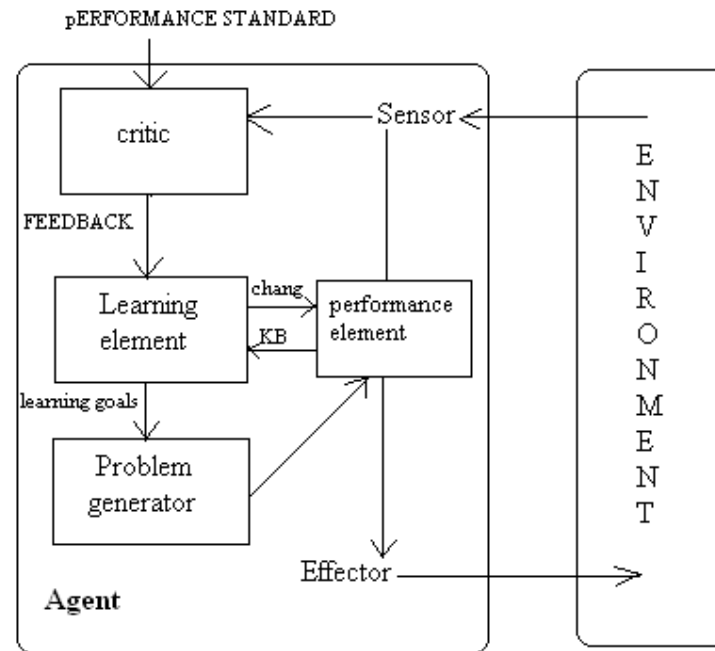 pERFORMANCE STANDARD
critic
Sensor
FEEDBACK
Learning
element
chang
KB
performance
element
learning goals
Problem
generator
Effector
Agent
E
N
V
I
R
O
N
M
E
N
T